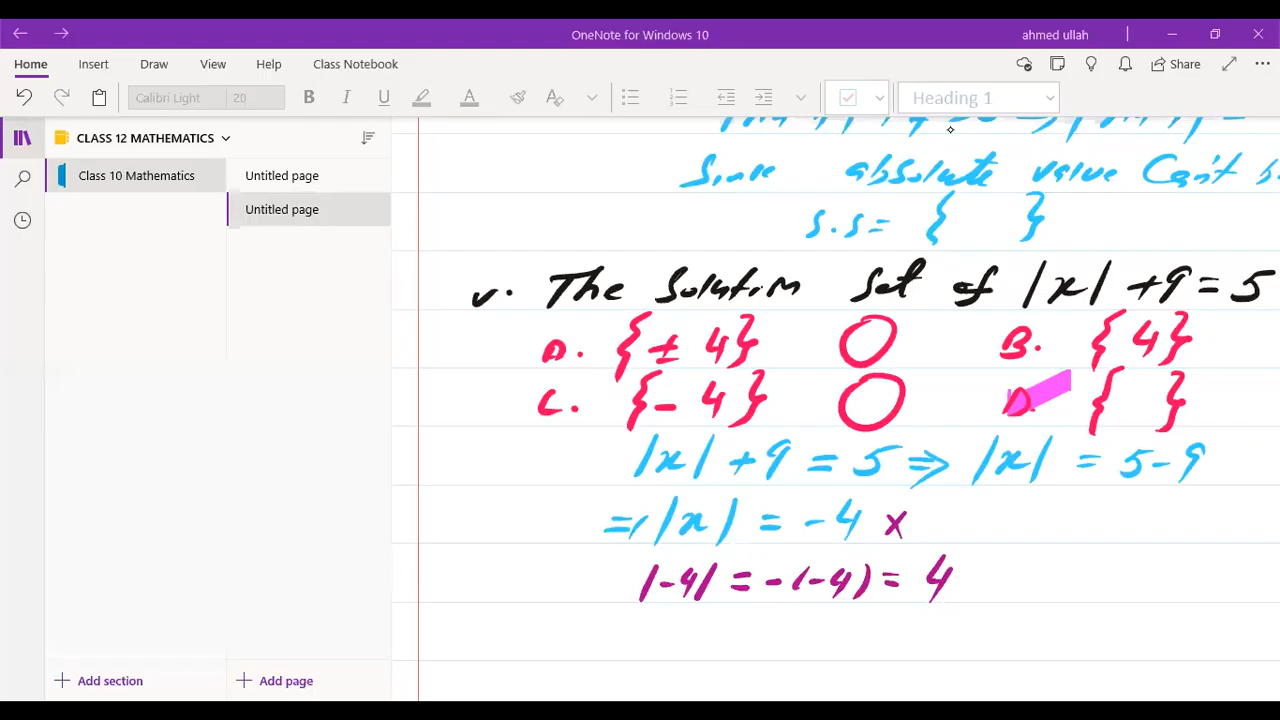 OneNote for Windows 10
ahmed ullah
Home Insert Draw View Help Class Notebook
Share
Calibri Light 20 B I U A Heading 1
CLASS 12 MATHEMATICS
Class 10 Mathematics
Untitled page
Untitled page
Since absolute value Can't
S.S = { }
v. The Solution Set of |x| + 9 = 5
A. {± 4} B. {4}
C. {- 4} D. { }
|x| + 9 = 5 ⇒ |x| = 5 - 9
⇒ |x| = - 4 x
|-4| = -(-4) = 4
+ Add section
+ Add page